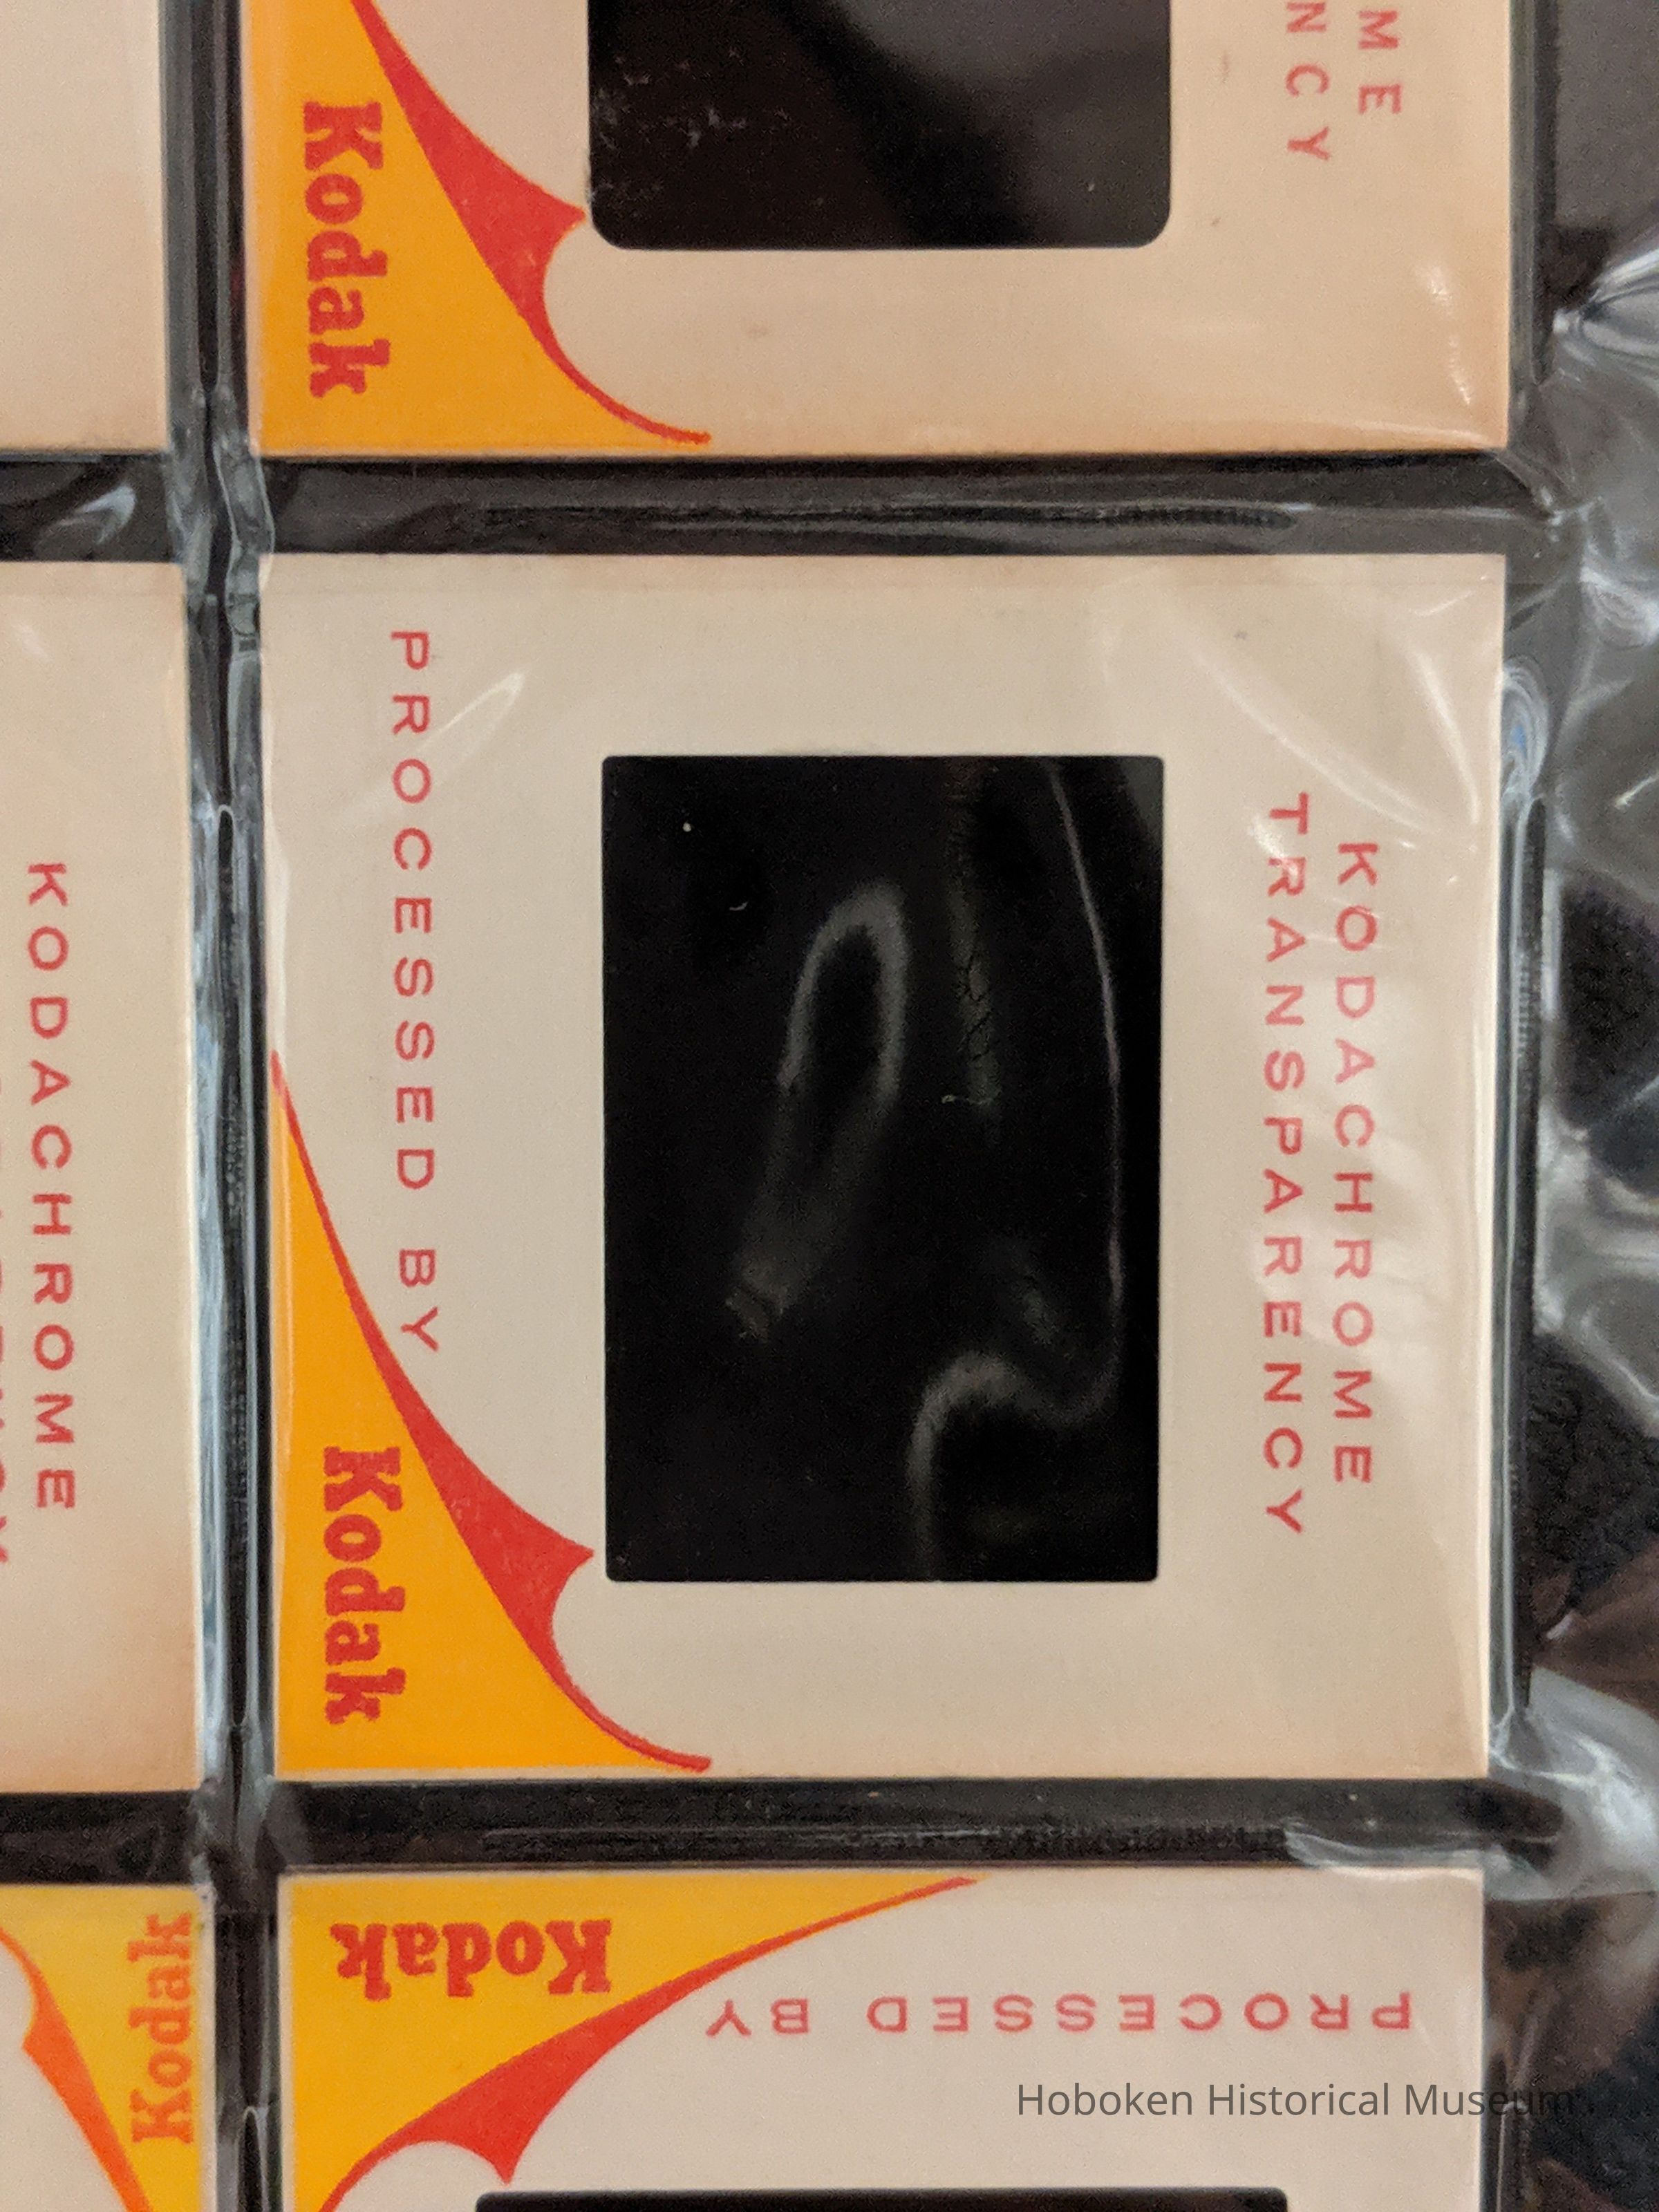 Kodak
ME
NCY
KODACHROME
PROCESSED BY
Kodak
KODACHROME
TRANSPARENCY
Kodak
Kodak
PROCESSED BY
Hoboken Historical Museum